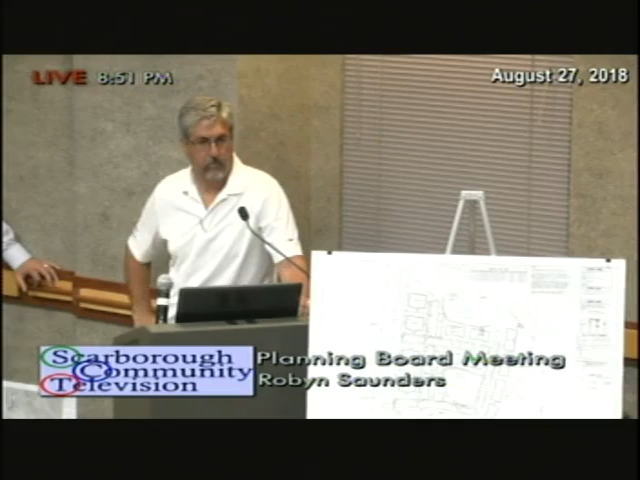 LIVE 8:51 PM
August 27, 2018
Scarborough
Community
Television
Planning Board Meeting
Robyn Saunders